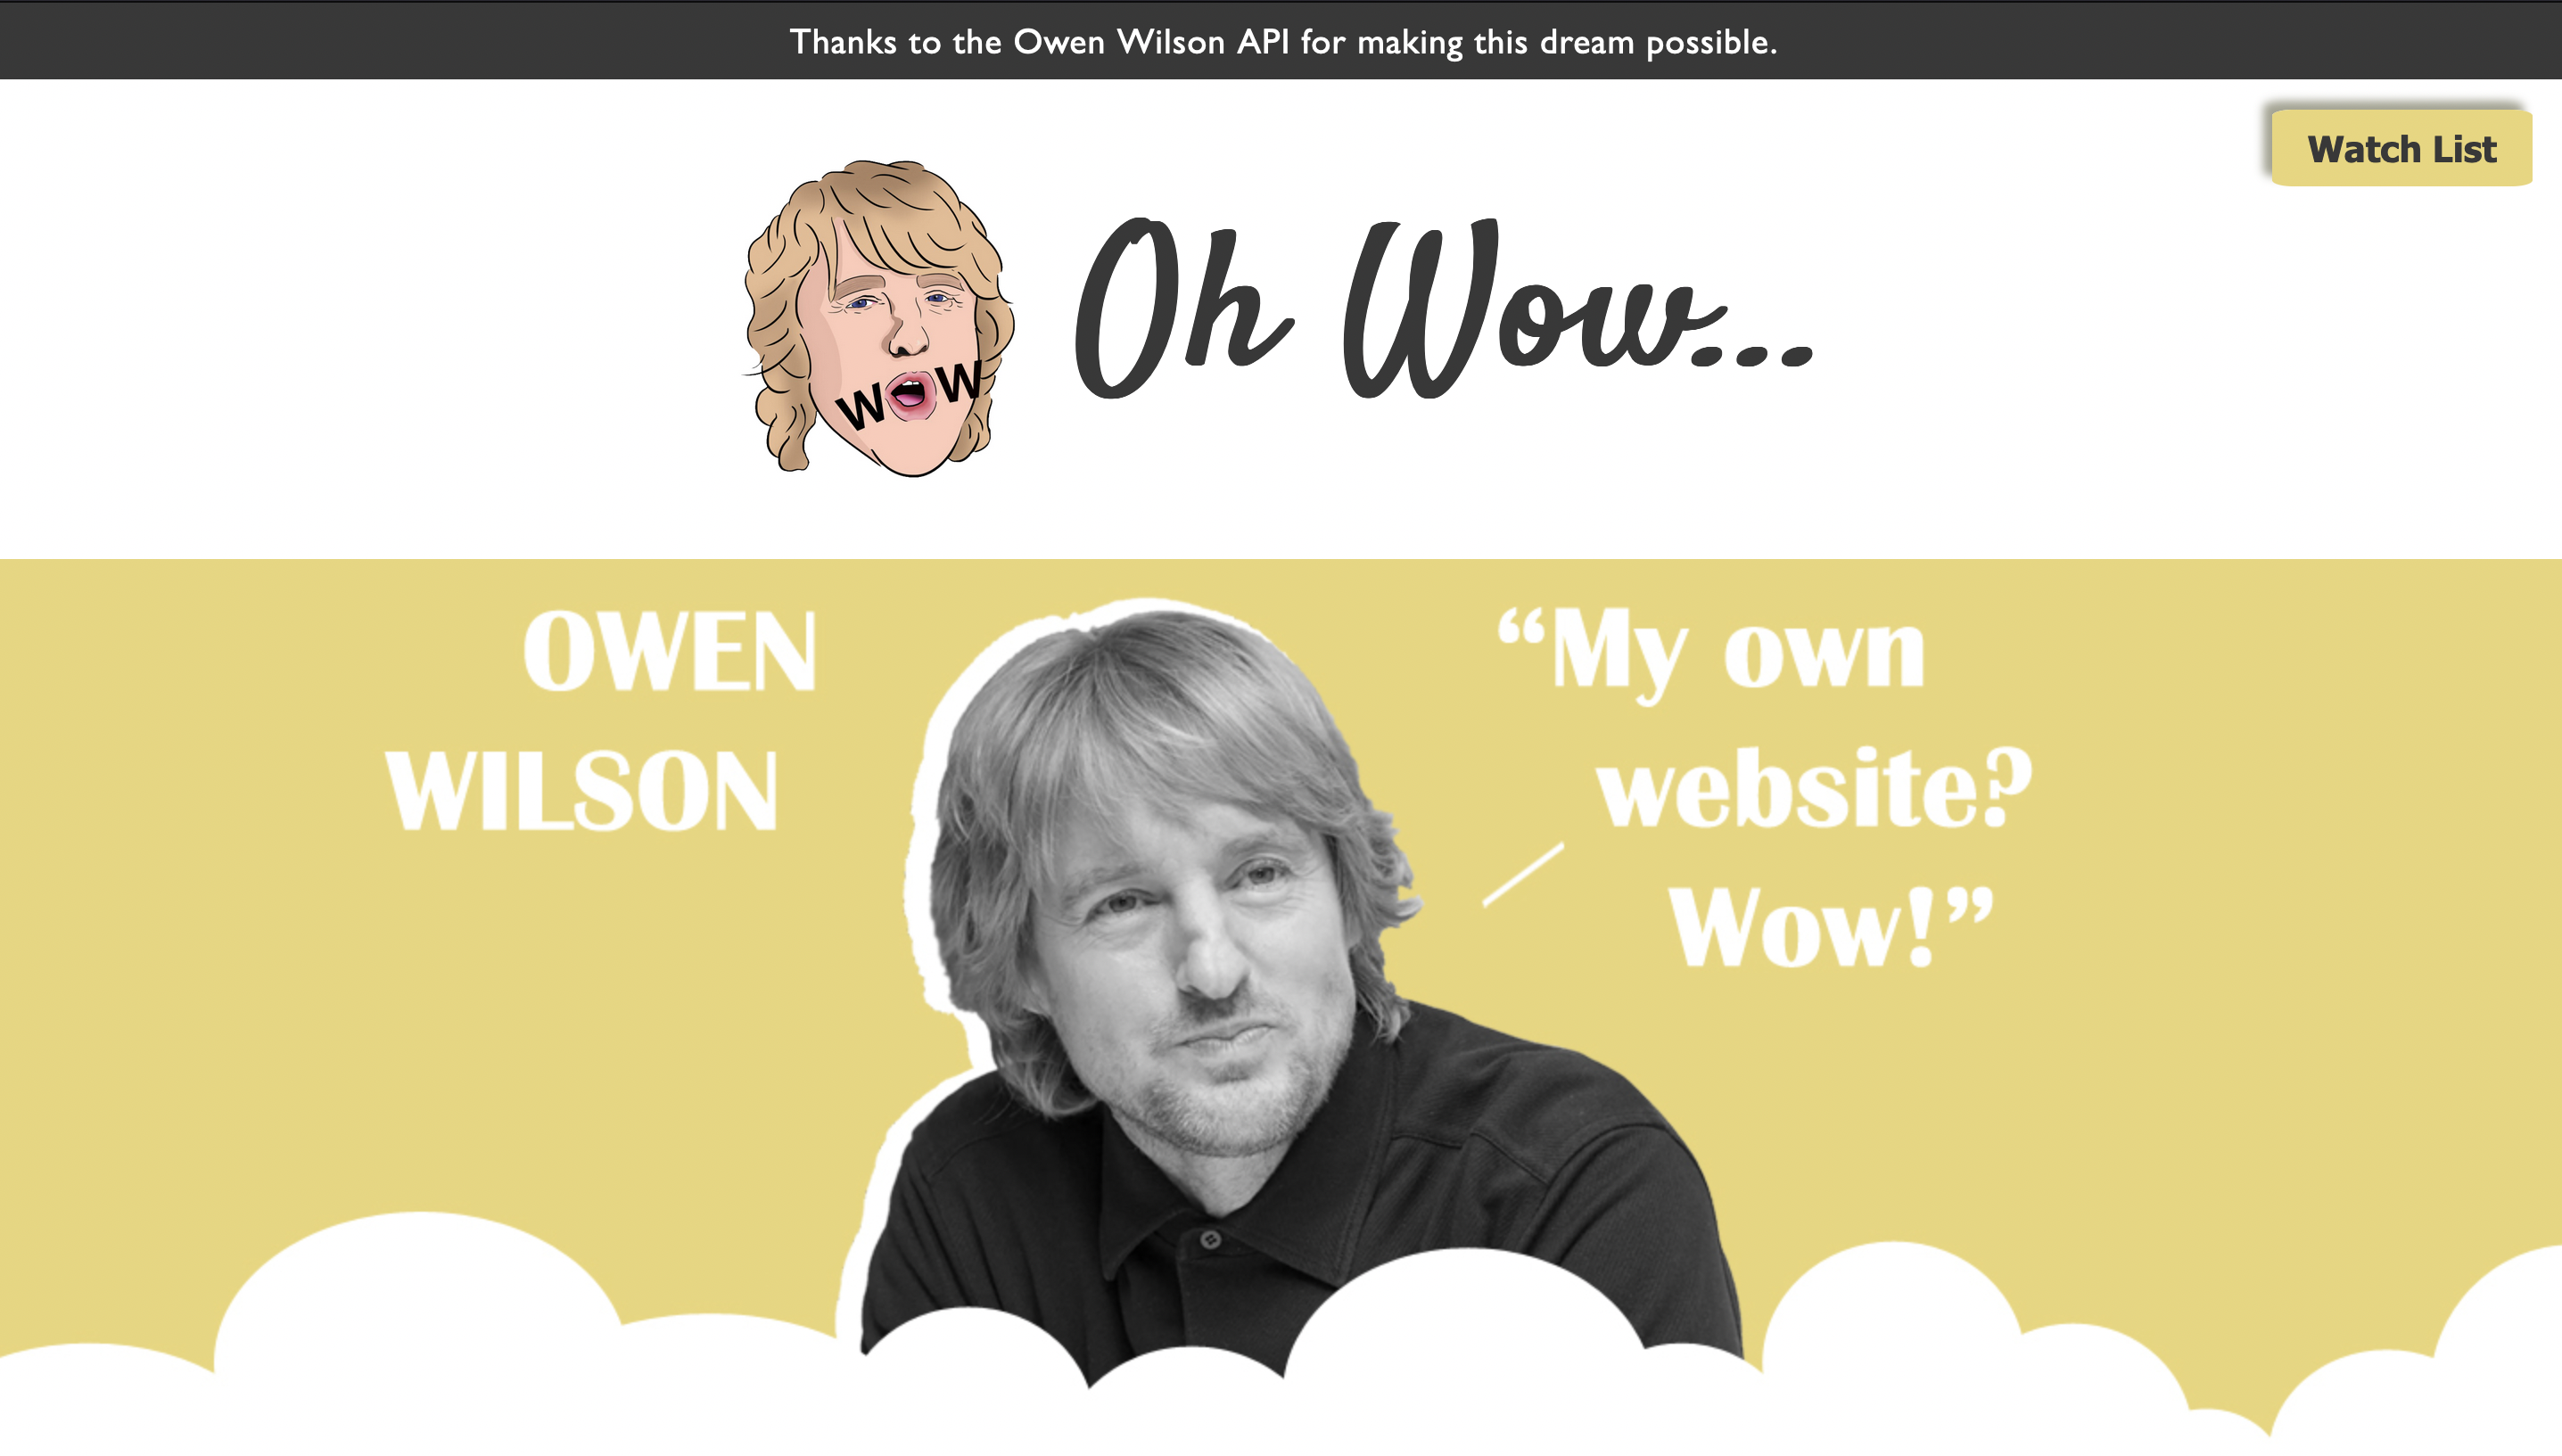 Thanks to the Owen Wilson API for making this dream possible.
Watch List
WOW
Oh Wow...
OWEN
WILSON
“My own
website?
Wow!”